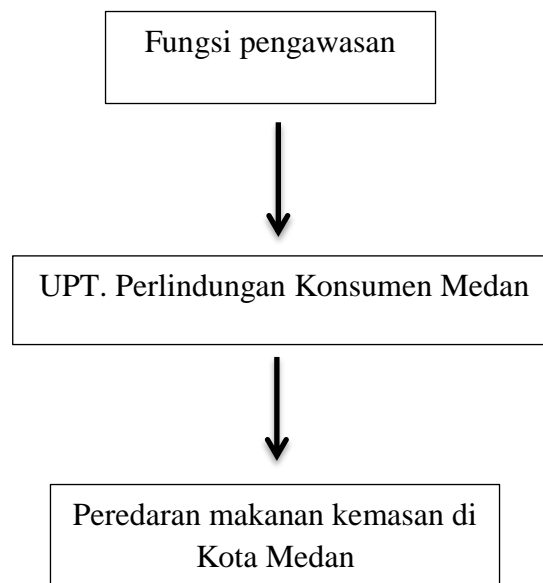 Fungsi pengawasan
UPT. Perlindungan Konsumen Medan
Peredaran makanan kemasan di
Kota Medan